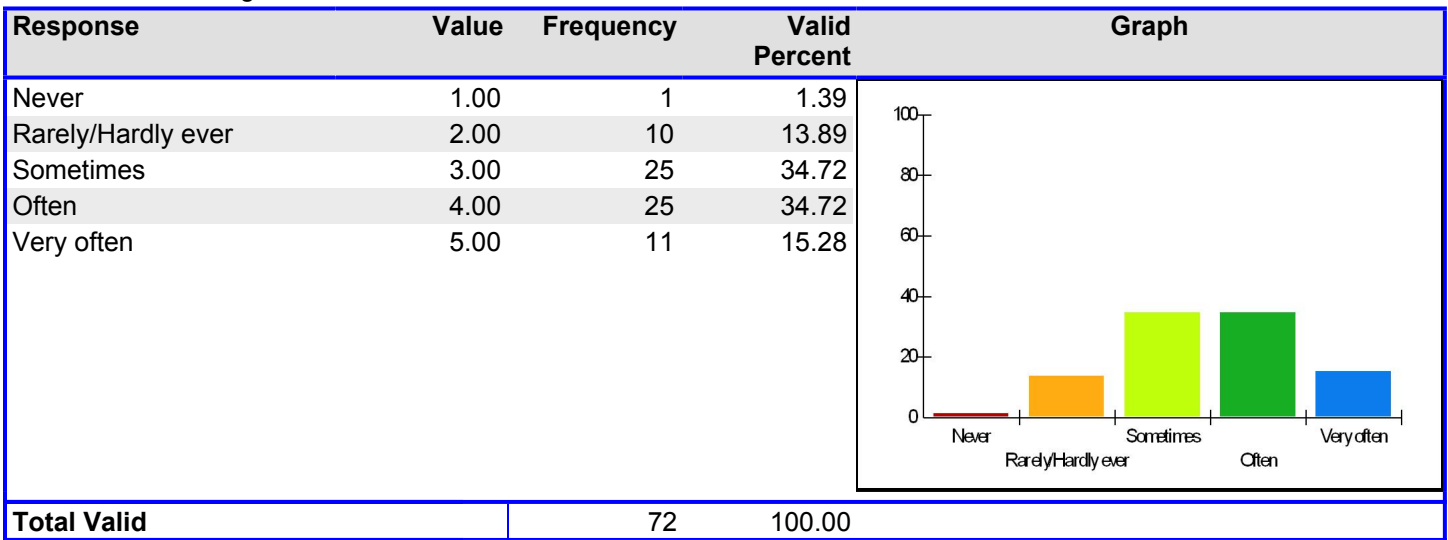 Response Value Frequency Valid Percent Graph
Never 1.00 1 1.39
Rarely/Hardly ever 2.00 10 13.89
Sometimes 3.00 25 34.72
Often 4.00 25 34.72
Very often 5.00 11 15.28
100
80
60
40
20
0
Never Sometimes Very often
Rarely/Hardly ever Often
Total Valid 72 100.00